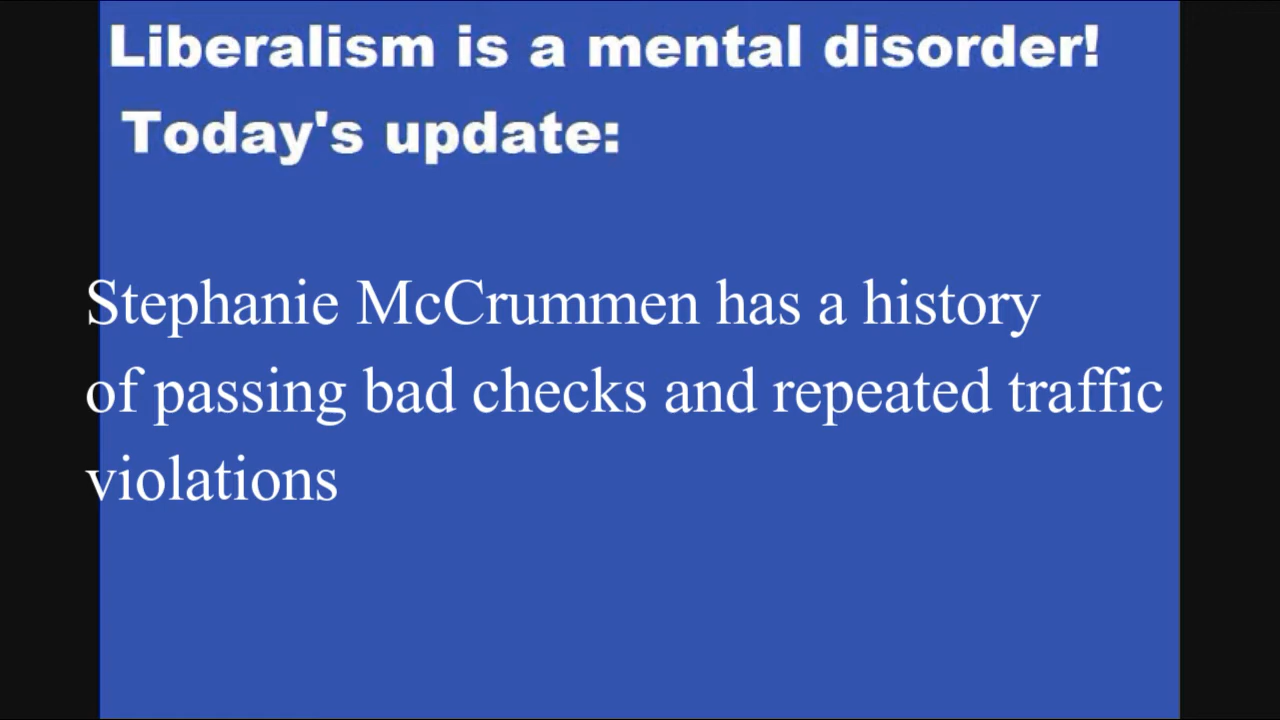 Liberalism is a mental disorder!
Today's update:
Stephanie McCrummen has a history
of passing bad checks and repeated traffic
violations